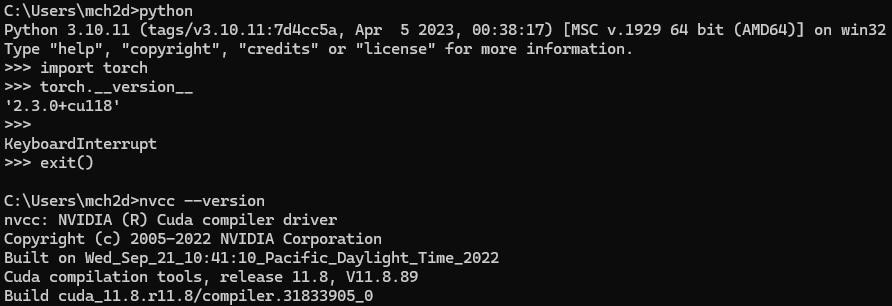 C:\Users\mch2d>python
Python 3.10.11 (tags/v3.10.11:7d4cc5a, Apr  5 2023, 00:38:17) [MSC v.1929 64 bit (AMD64)] on win32
Type "help", "copyright", "credits" or "license" for more information.
>>> import torch
>>> torch.__version__
'2.3.0+cu118'
>>>
KeyboardInterrupt
>>> exit()

C:\Users\mch2d>nvcc --version
nvcc: NVIDIA (R) Cuda compiler driver
Copyright (c) 2005-2022 NVIDIA Corporation
Built on Wed_Sep_21_10:41:10_Pacific_Daylight_Time_2022
Cuda compilation tools, release 11.8, V11.8.89
Build cuda_11.8.r11.8/compiler.31833905_0